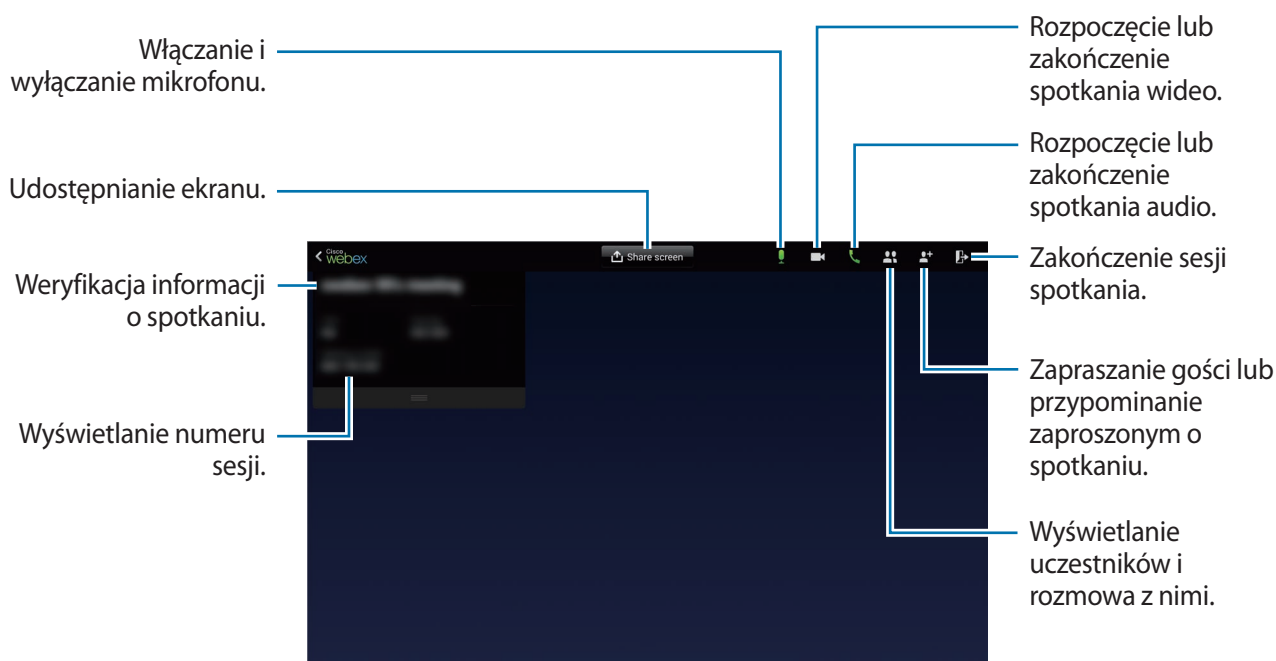 Włączanie i
wyłączanie mikrofonu.
Udostępnianie ekranu.
Weryfikacja informacji
o spotkaniu.
Wyświetlanie numeru
sesji.
Cisco
webex
Share screen
Rozpoczęcie lub
zakończenie
spotkania wideo.
Rozpoczęcie lub
zakończenie
spotkania audio.
Zakończenie sesji
spotkania.
Zapraszanie gości lub
przypominanie
zaproszonym o
spotkaniu.
Wyświetlanie
uczestników i
rozmowa z nimi.